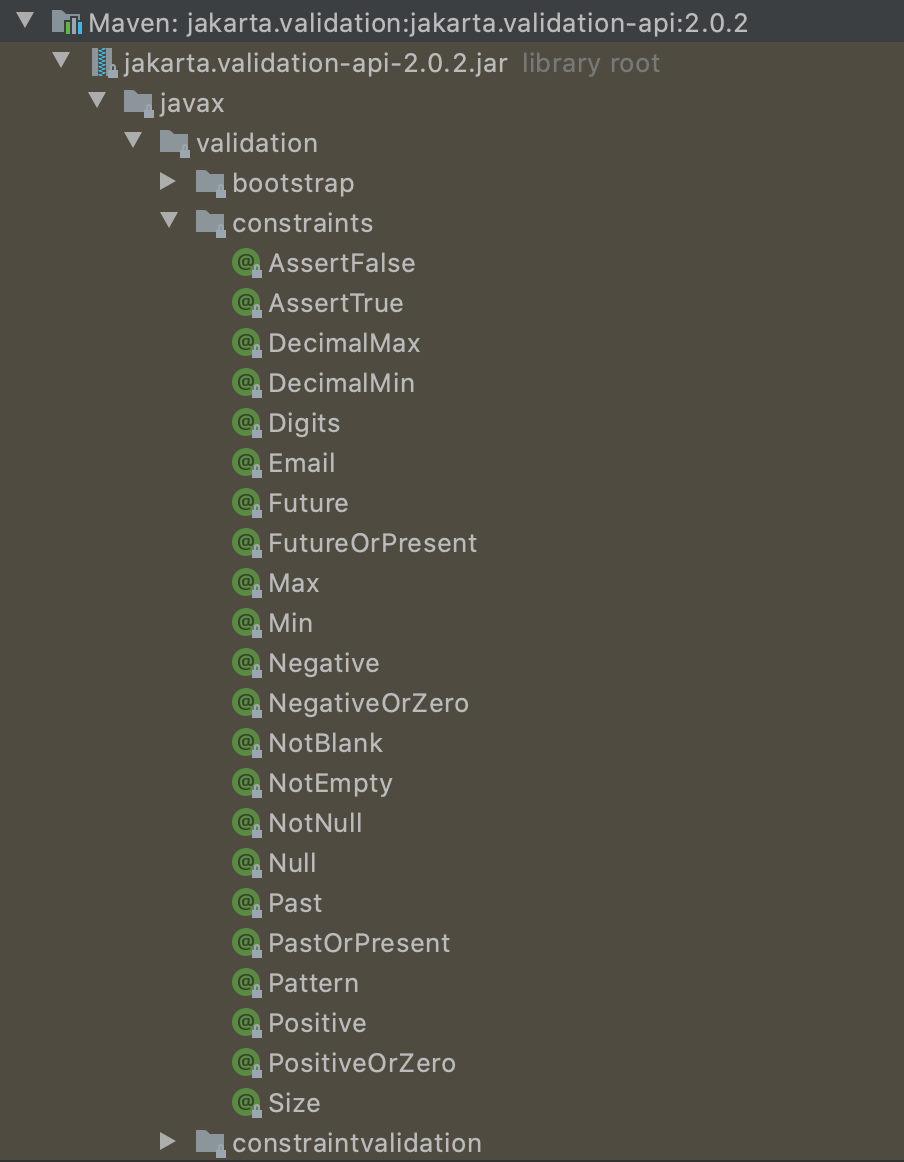 Maven: jakarta.validation:jakarta.validation-api:2.0.2
jakarta.validation-api-2.0.2.jar library root
javax
validation
bootstrap
constraints
@ AssertFalse
@ AssertTrue
@ DecimalMax
@ DecimalMin
@ Digits
@ Email
@ Future
@ FutureOrPresent
@ Max
@ Min
@ Negative
@ NegativeOrZero
@ NotBlank
@ NotEmpty
@ NotNull
@ Null
@ Past
@ PastOrPresent
@ Pattern
@ Positive
@ PositiveOrZero
@ Size
constraintvalidation